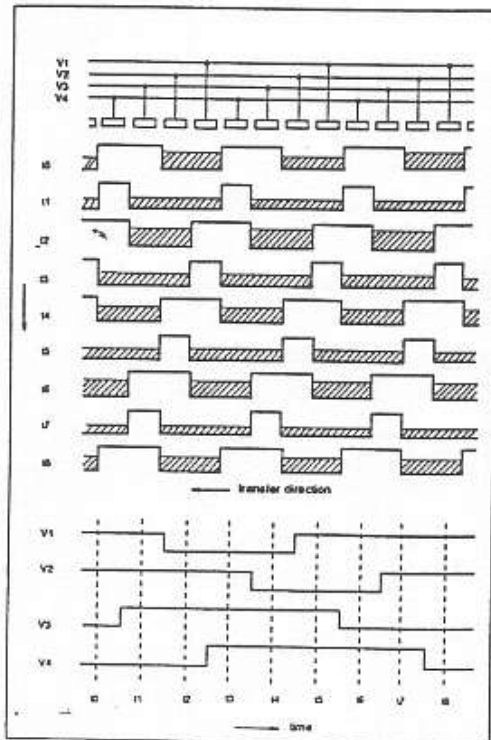 V1
V2
V3
V4
t0
t1
t2
t3
t4
t5
t6
t7
t8
transfer direction
V1
V2
V3
V4
t0 t1 t2 t3 t4 t5 t6 t7 t8
time